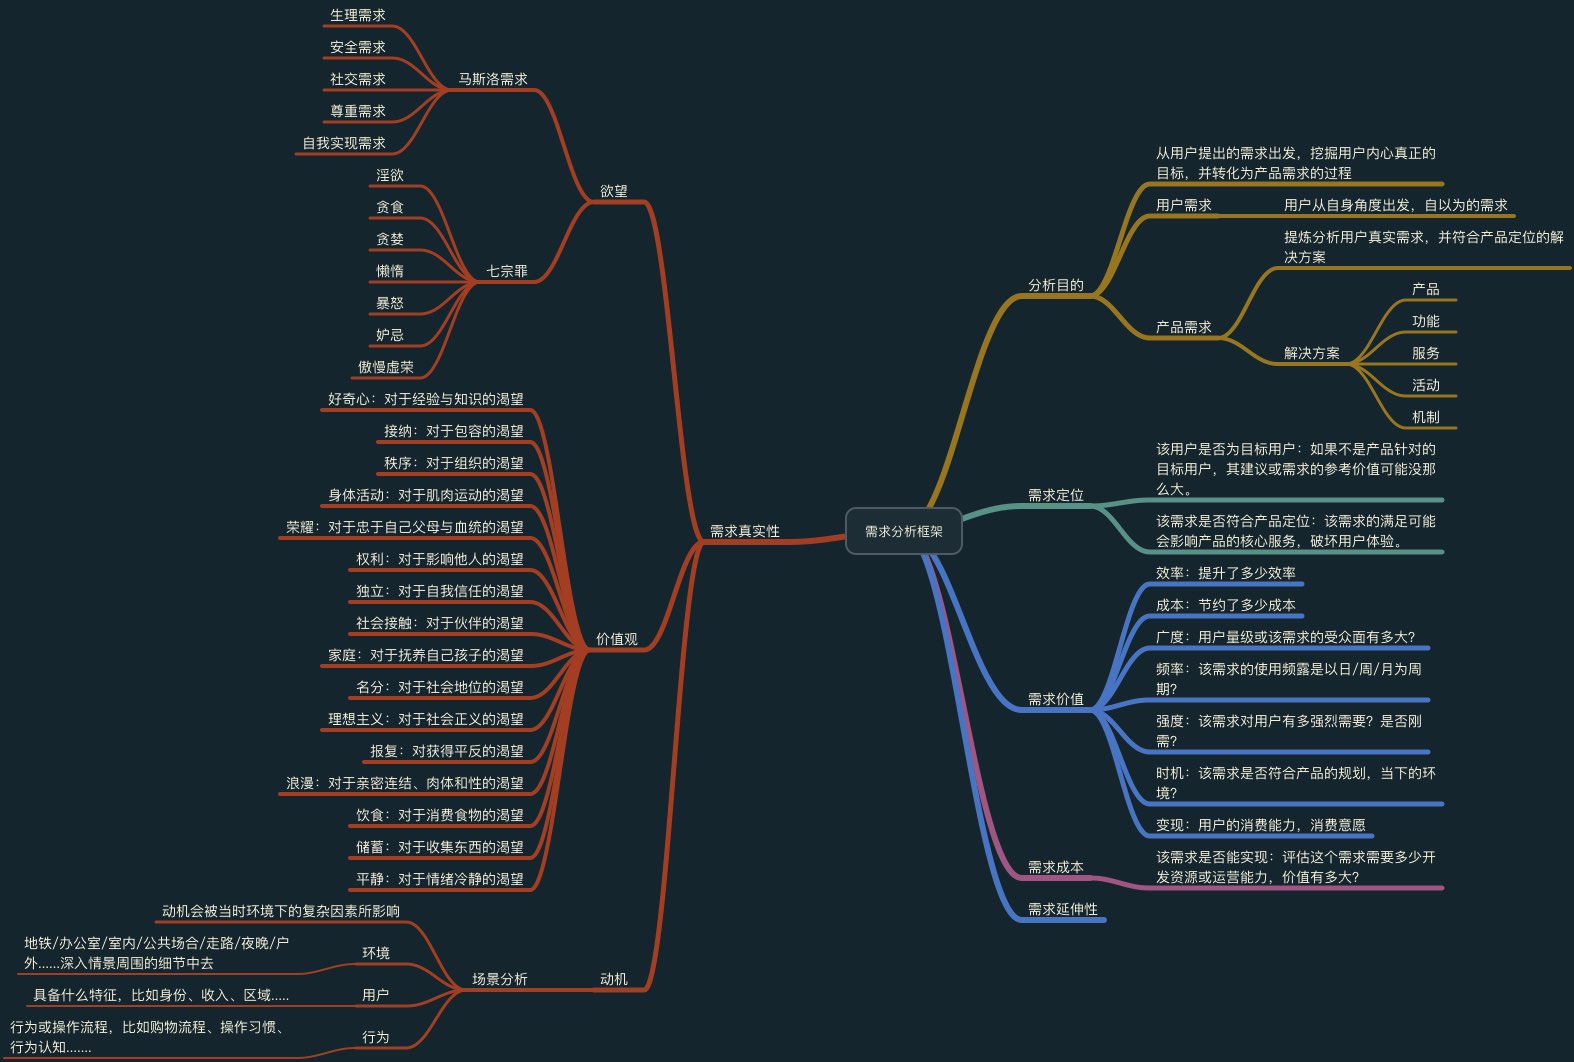 需求分析框架
分析目的
从用户提出的需求出发，挖掘用户内心真正的
目标，并转化为产品需求的过程
用户需求
用户从自身角度出发，自以为的需求
产品需求
提炼分析用户真实需求，并符合产品定位的解
决方案
解决方案
产品
功能
服务
活动
机制
需求定位
该用户是否为目标用户：如果不是产品针对的
目标用户，其建议或需求的参考价值可能没那
么大。
该需求是否符合产品定位：该需求的满足可能
会影响产品的核心服务，破坏用户体验。
需求价值
效率：提升了多少效率
成本：节约了多少成本
广度：用户量级或该需求的受众面有多大？
频率：该需求的使用频露是以日/周/月为周
期？
强度：该需求对用户有多强烈需要？是否刚
需？
时机：该需求是否符合产品的规划，当下的环
境？
变现：用户的消费能力，消费意愿
需求成本
该需求是否能实现：评估这个需求需要多少开
发资源或运营能力，价值有多大？
需求延伸性
需求真实性
欲望
马斯洛需求
生理需求
安全需求
社交需求
尊重需求
自我实现需求
七宗罪
淫欲
贪食
贪婪
懒惰
暴怒
妒忌
傲慢虚荣
价值观
好奇心：对于经验与知识的渴望
接纳：对于包容的渴望
秩序：对于组织的渴望
身体活动：对于肌肉运动的渴望
荣耀：对于忠于自己父母与血统的渴望
权利：对于影响他人的渴望
独立：对于自我信任的渴望
社会接触：对于伙伴的渴望
家庭：对于抚养自己孩子的渴望
名分：对于社会地位的渴望
理想主义：对于社会正义的渴望
报复：对获得平反的渴望
浪漫：对于亲密连结、肉体和性的渴望
饮食：对于消费食物的渴望
储蓄：对于收集东西的渴望
平静：对于情绪冷静的渴望
动机
场景分析
动机会被当时环境下的复杂因素所影响
环境
地铁/办公室/室内/公共场合/走路/夜晚/户
外......深入情景周围的细节中去
用户
具备什么特征，比如身份、收入、区域.....
行为
行为或操作流程，比如购物流程、操作习惯、
行为认知.......